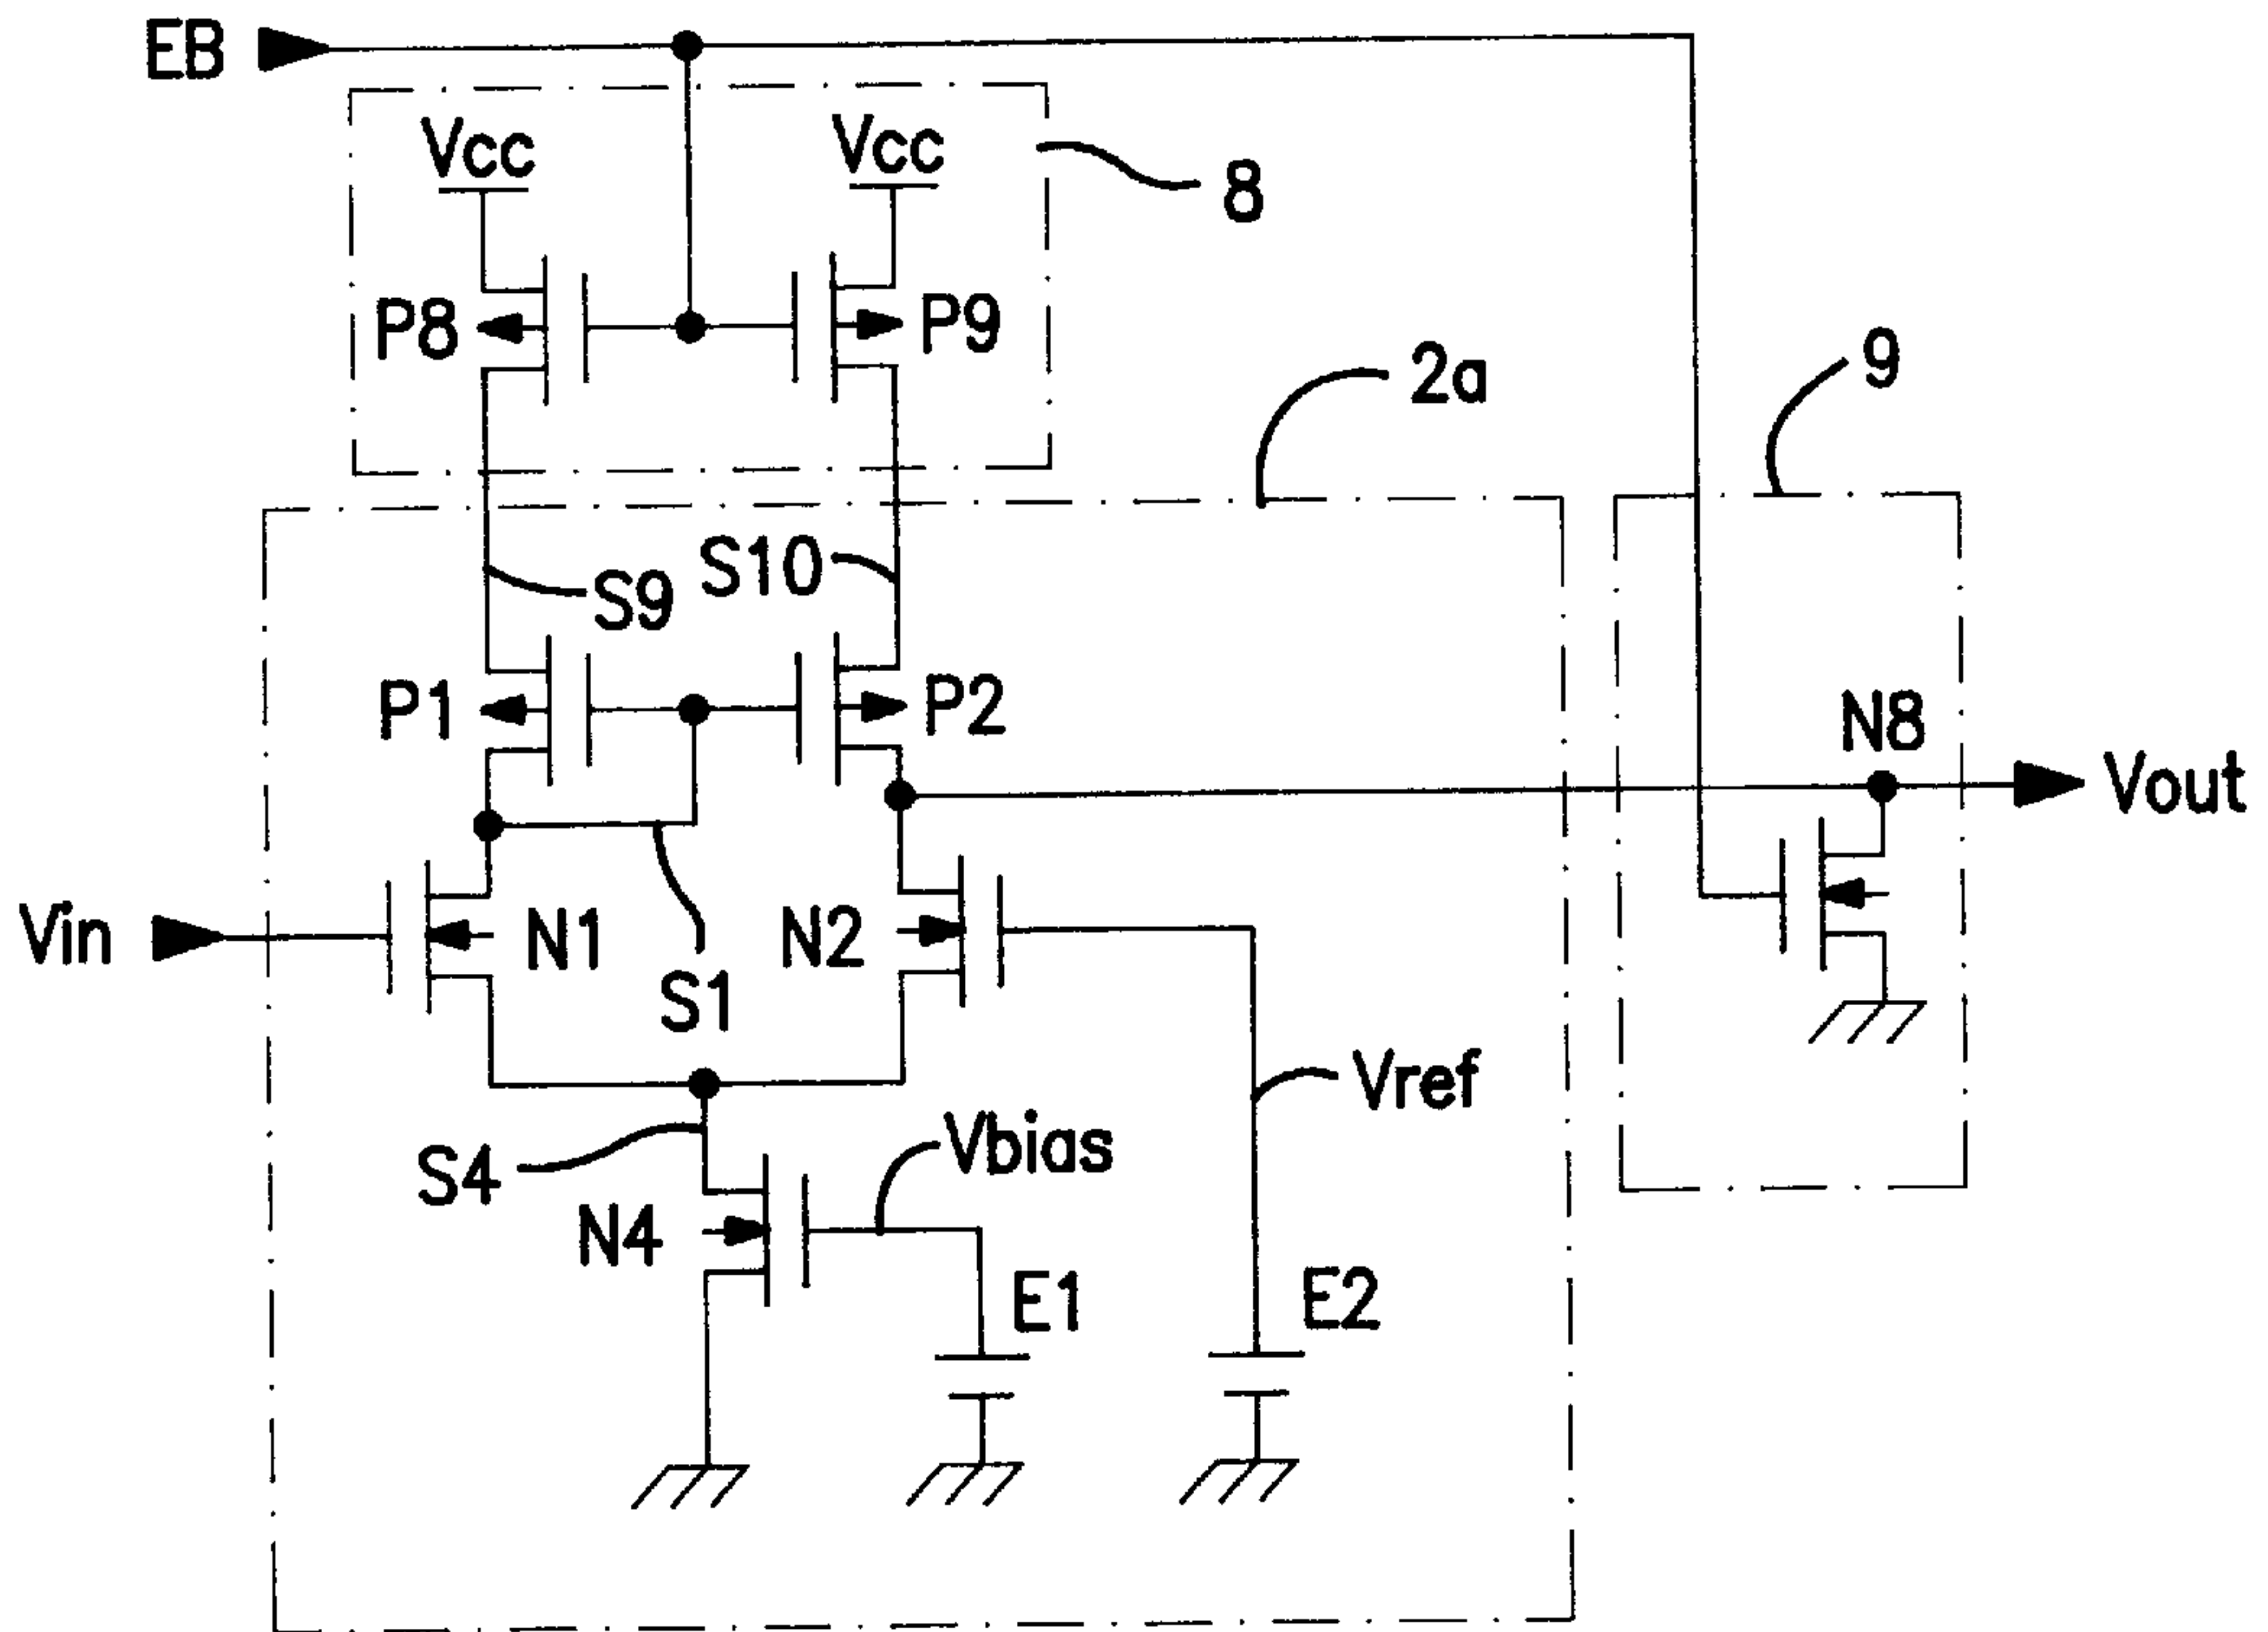 EB
Vcc
Vcc
8
P8
P9
2a
9
S9
S10
P1
P2
N8
Vout
Vin
N1
N2
S1
Vref
Vbias
S4
N4
E1
E2